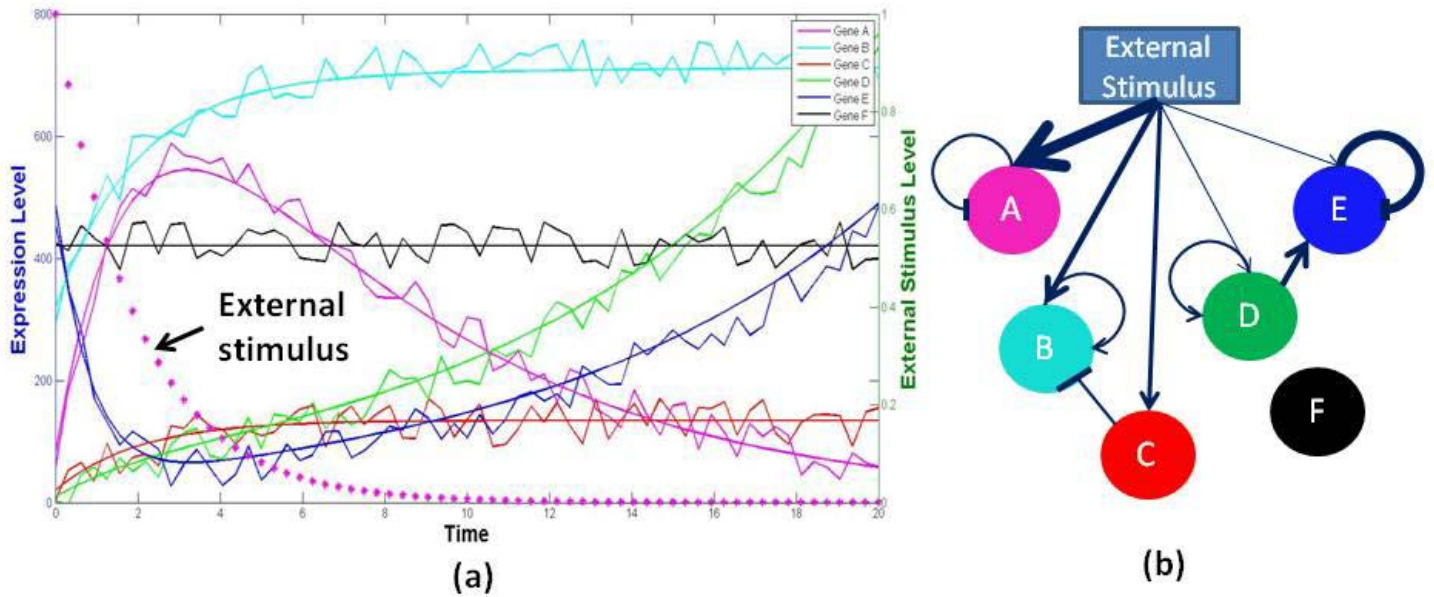 800
600
400
200
0
Expression Level
0
2
4
6
8
10
12
14
16
18
20
Time
1
0.8
0.6
0.4
0.2
0
External Stimulus Level
Gene A
Gene B
Gene C
Gene D
Gene E
Gene F
External
stimulus
(a)
External
Stimulus
A
E
D
B
F
C
(b)